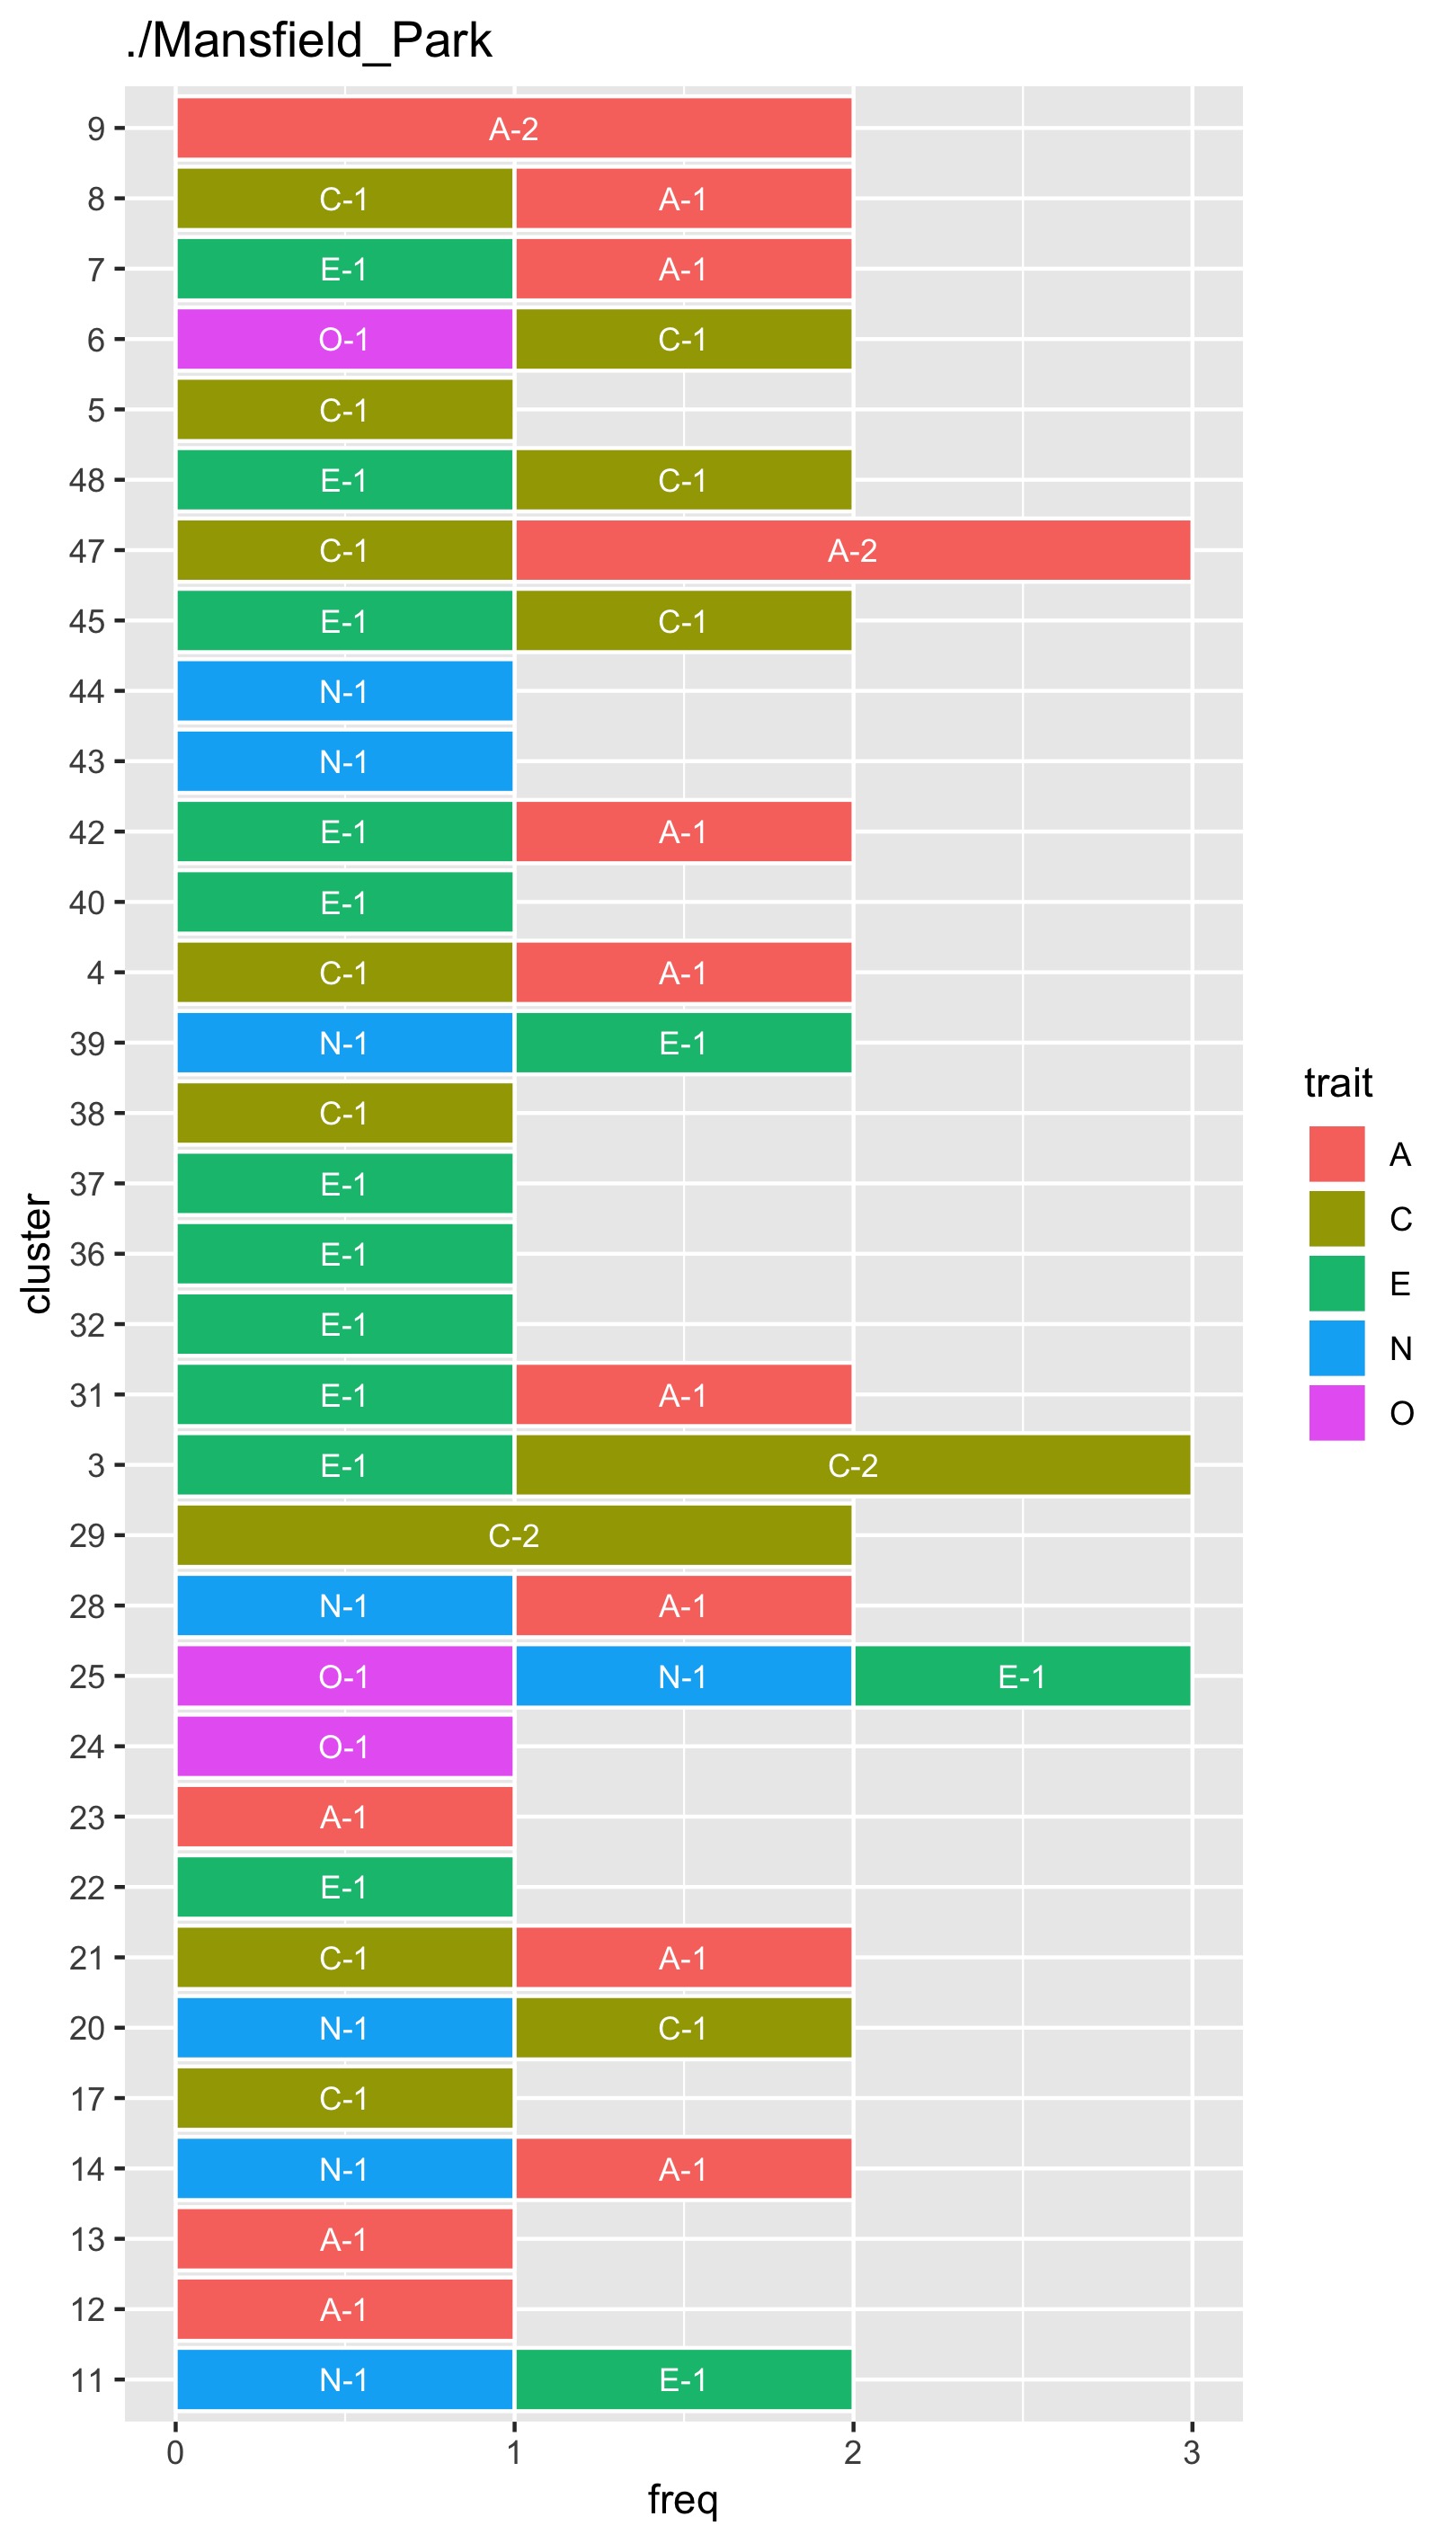 ./Mansfield_Park
9 A-2
8 C-1 A-1
7 E-1 A-1
6 O-1 C-1
5 C-1
48 E-1 C-1
47 C-1 A-2
45 E-1 C-1
44 N-1
43 N-1
42 E-1 A-1
40 E-1
4 C-1 A-1
39 N-1 E-1
38 C-1
37 E-1
36 E-1
32 E-1
31 E-1 A-1
3 E-1 C-2
29 C-2
28 N-1 A-1
25 O-1 N-1 E-1
24 O-1
23 A-1
22 E-1
21 C-1 A-1
20 N-1 C-1
17 C-1
14 N-1 A-1
13 A-1
12 A-1
11 N-1 E-1
0 1 2 3
freq
cluster
trait
A
C
E
N
O